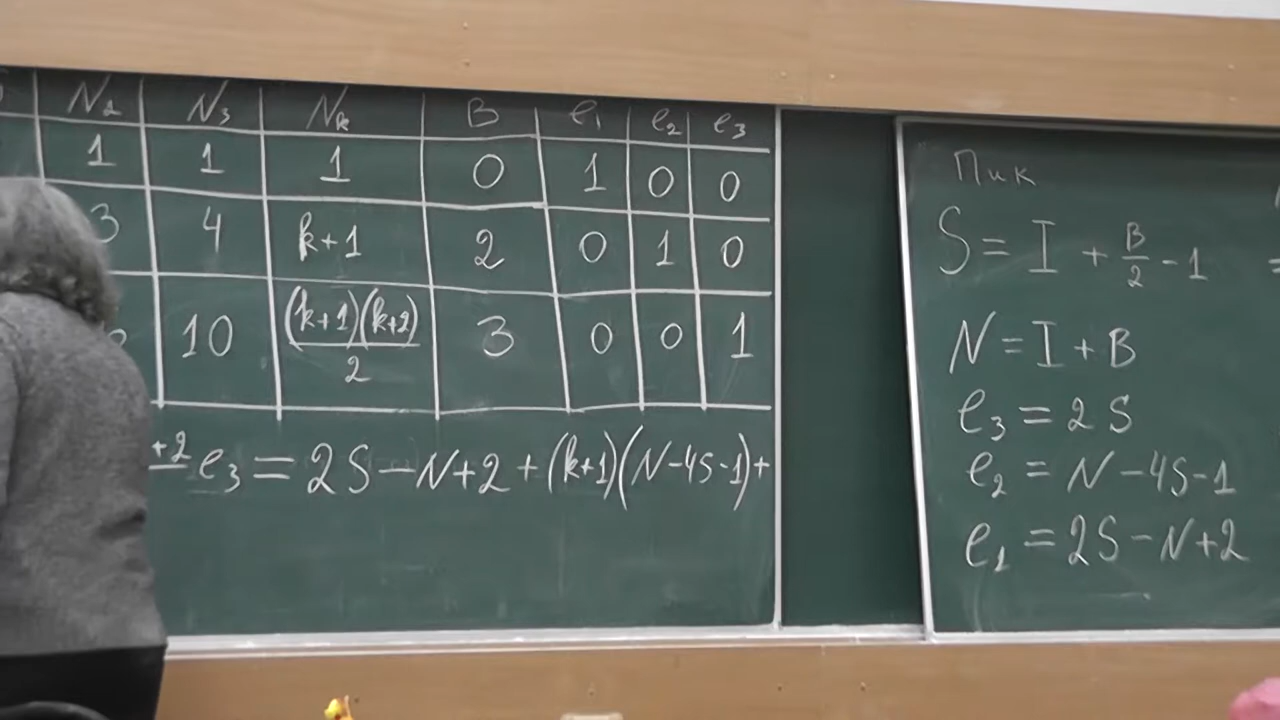 N₂ N₃ Nₖ B e₁ e₂ e₃
1 1 1 0 1 0 0
3 4 k+1 2 0 1 0
10 (k+1)(k+2)/2 3 0 0 1
+2 e₃ = 2S - N + 2 + (k+1)(N - 4S - 1) +
Пик
S = I + B/2 - 1
N = I + B
e₃ = 2S
e₂ = N - 4S - 1
e₁ = 2S - N + 2